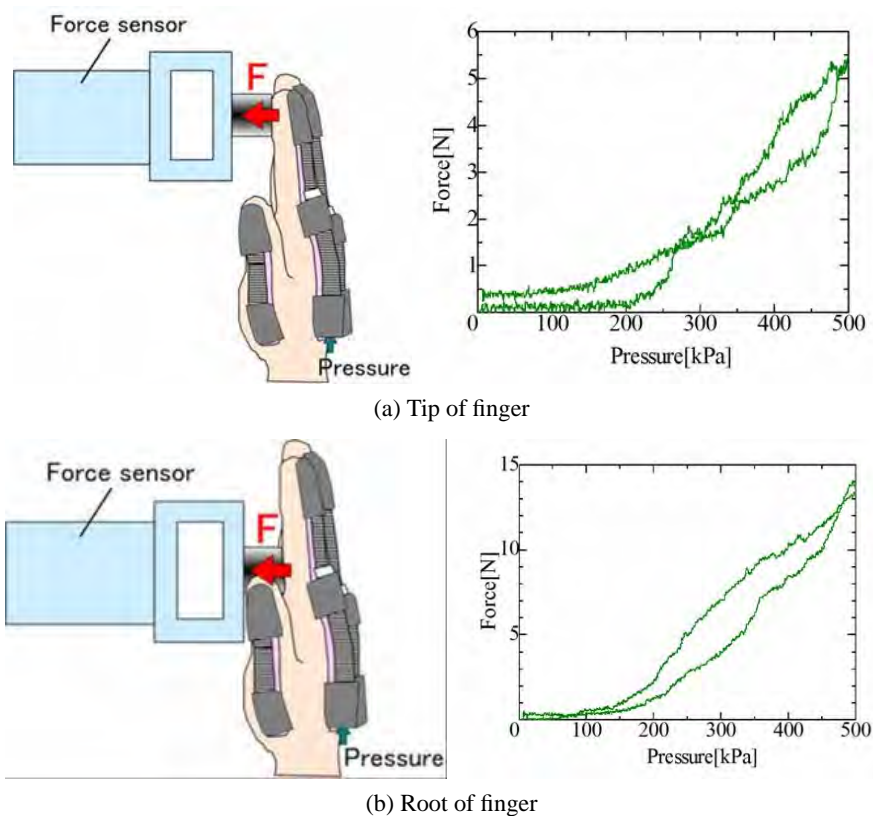 Force sensor
F
Pressure
6
5
4
3
2
1
0
100
200
300
400
500
Force[N]
Pressure[kPa]
(a) Tip of finger
Force sensor
F
Pressure
15
10
5
0
100
200
300
400
500
Force[N]
Pressure[kPa]
(b) Root of finger